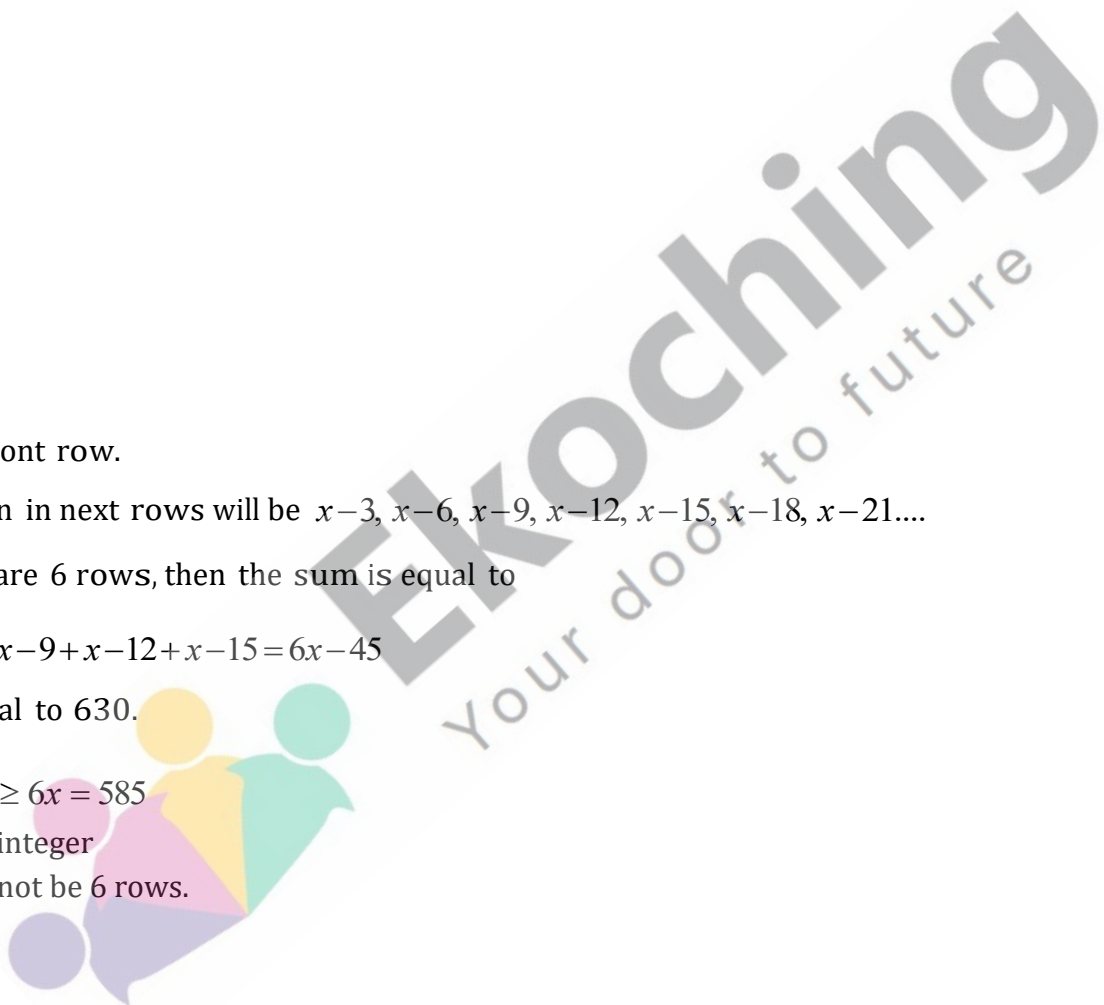 ont row.
n in next rows will be x−3, x−6, x−9, x−12, x−15, x−18, x−21....
are 6 rows, then the sum is equal to
x−9+x−12+x−15=6x−45
al to 630.
≥ 6x = 585
integer
not be 6 rows.
Ekoching
Your door to future